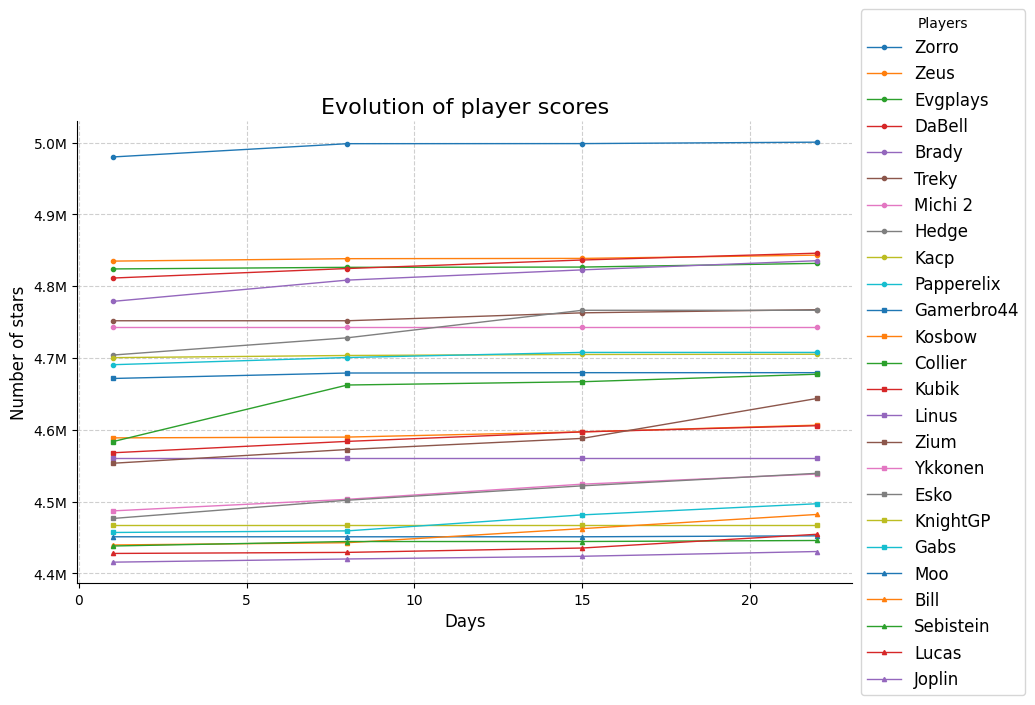 Evolution of player scores
Number of stars
5.0M
4.9M
4.8M
4.7M
4.6M
4.5M
4.4M
0
5
10
15
20
Days
Players
Zorro
Zeus
Evgplays
DaBell
Brady
Treky
Michi 2
Hedge
Kacp
Papperelix
Gamerbro44
Kosbow
Collier
Kubik
Linus
Zium
Ykkonen
Esko
KnightGP
Gabs
Moo
Bill
Sebistein
Lucas
Joplin